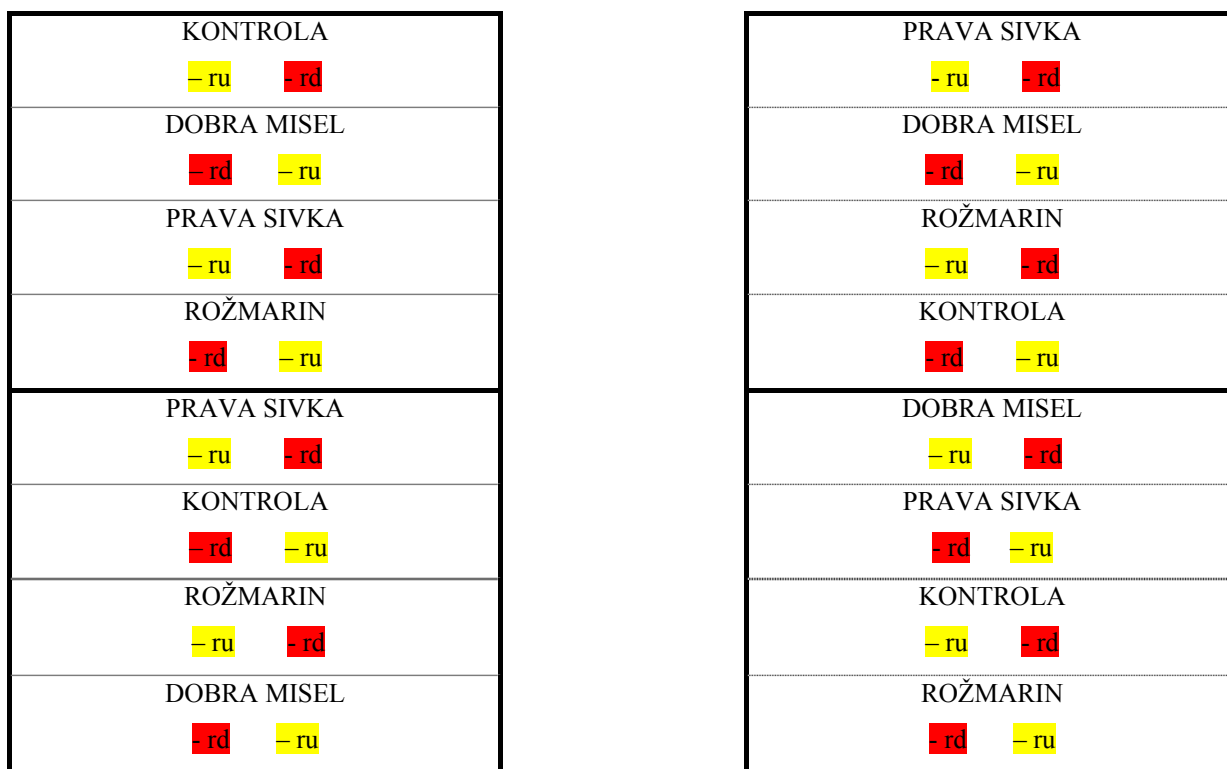 KONTROLA
– ru - rd
DOBRA MISEL
– rd – ru
PRAVA SIVKA
– ru - rd
ROŽMARIN
- rd – ru
PRAVA SIVKA
– ru - rd
KONTROLA
– rd – ru
ROŽMARIN
– ru - rd
DOBRA MISEL
- rd – ru
PRAVA SIVKA
- ru - rd
DOBRA MISEL
- rd – ru
ROŽMARIN
– ru - rd
KONTROLA
- rd – ru
DOBRA MISEL
– ru - rd
PRAVA SIVKA
- rd – ru
KONTROLA
– ru - rd
ROŽMARIN
- rd – ru